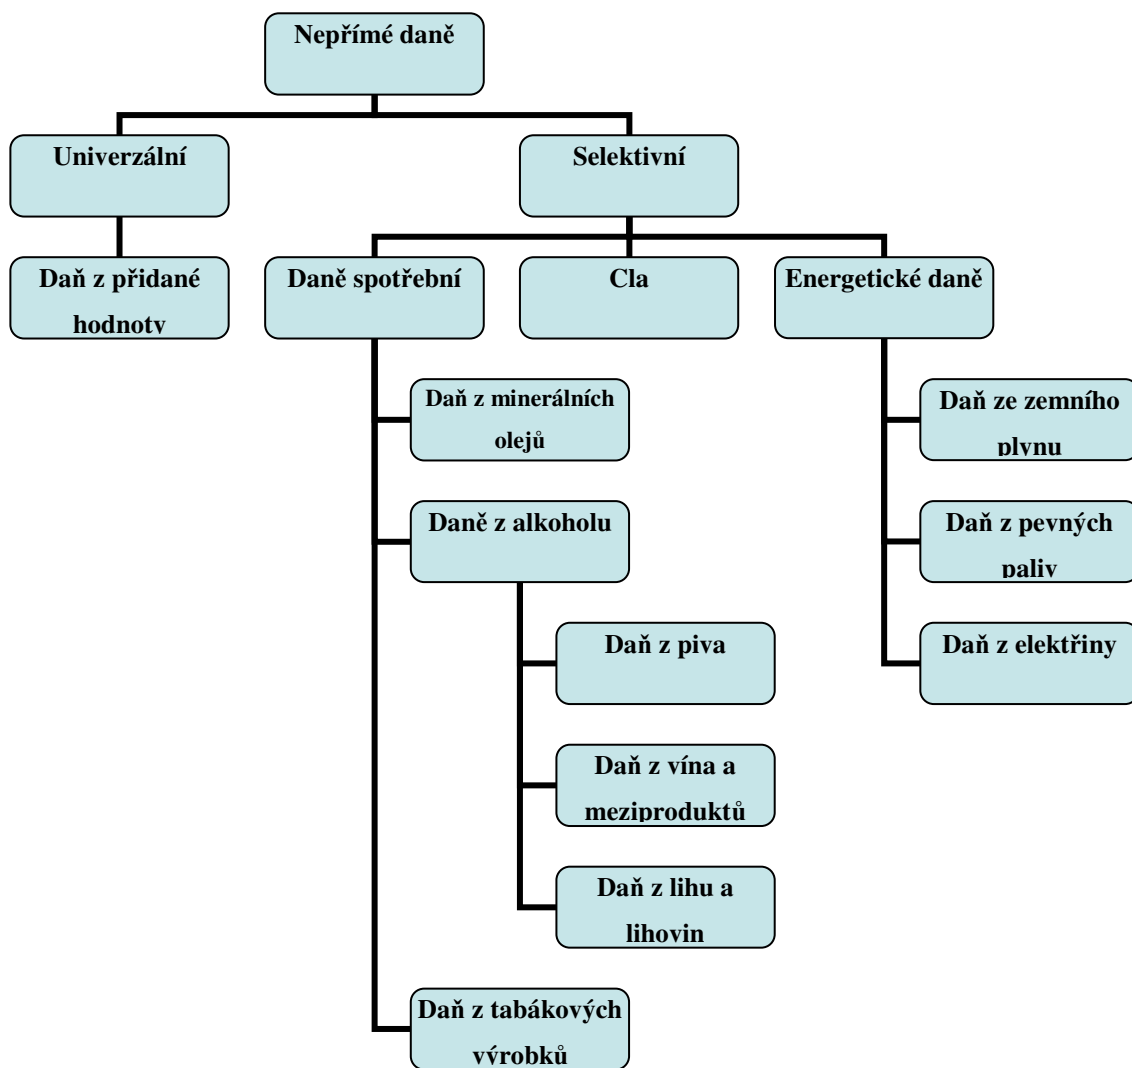 Nepřímé daně
Univerzální
Selektivní
Daň z přidané
hodnoty
Daně spotřební
Cla
Energetické daně
Daň z minerálních
olejů
Daň ze zemního
plynu
Daně z alkoholu
Daň z pevných
paliv
Daň z piva
Daň z elektřiny
Daň z vína a
meziproduktů
Daň z lihu a
lihovin
Daň z tabákových
výrobků